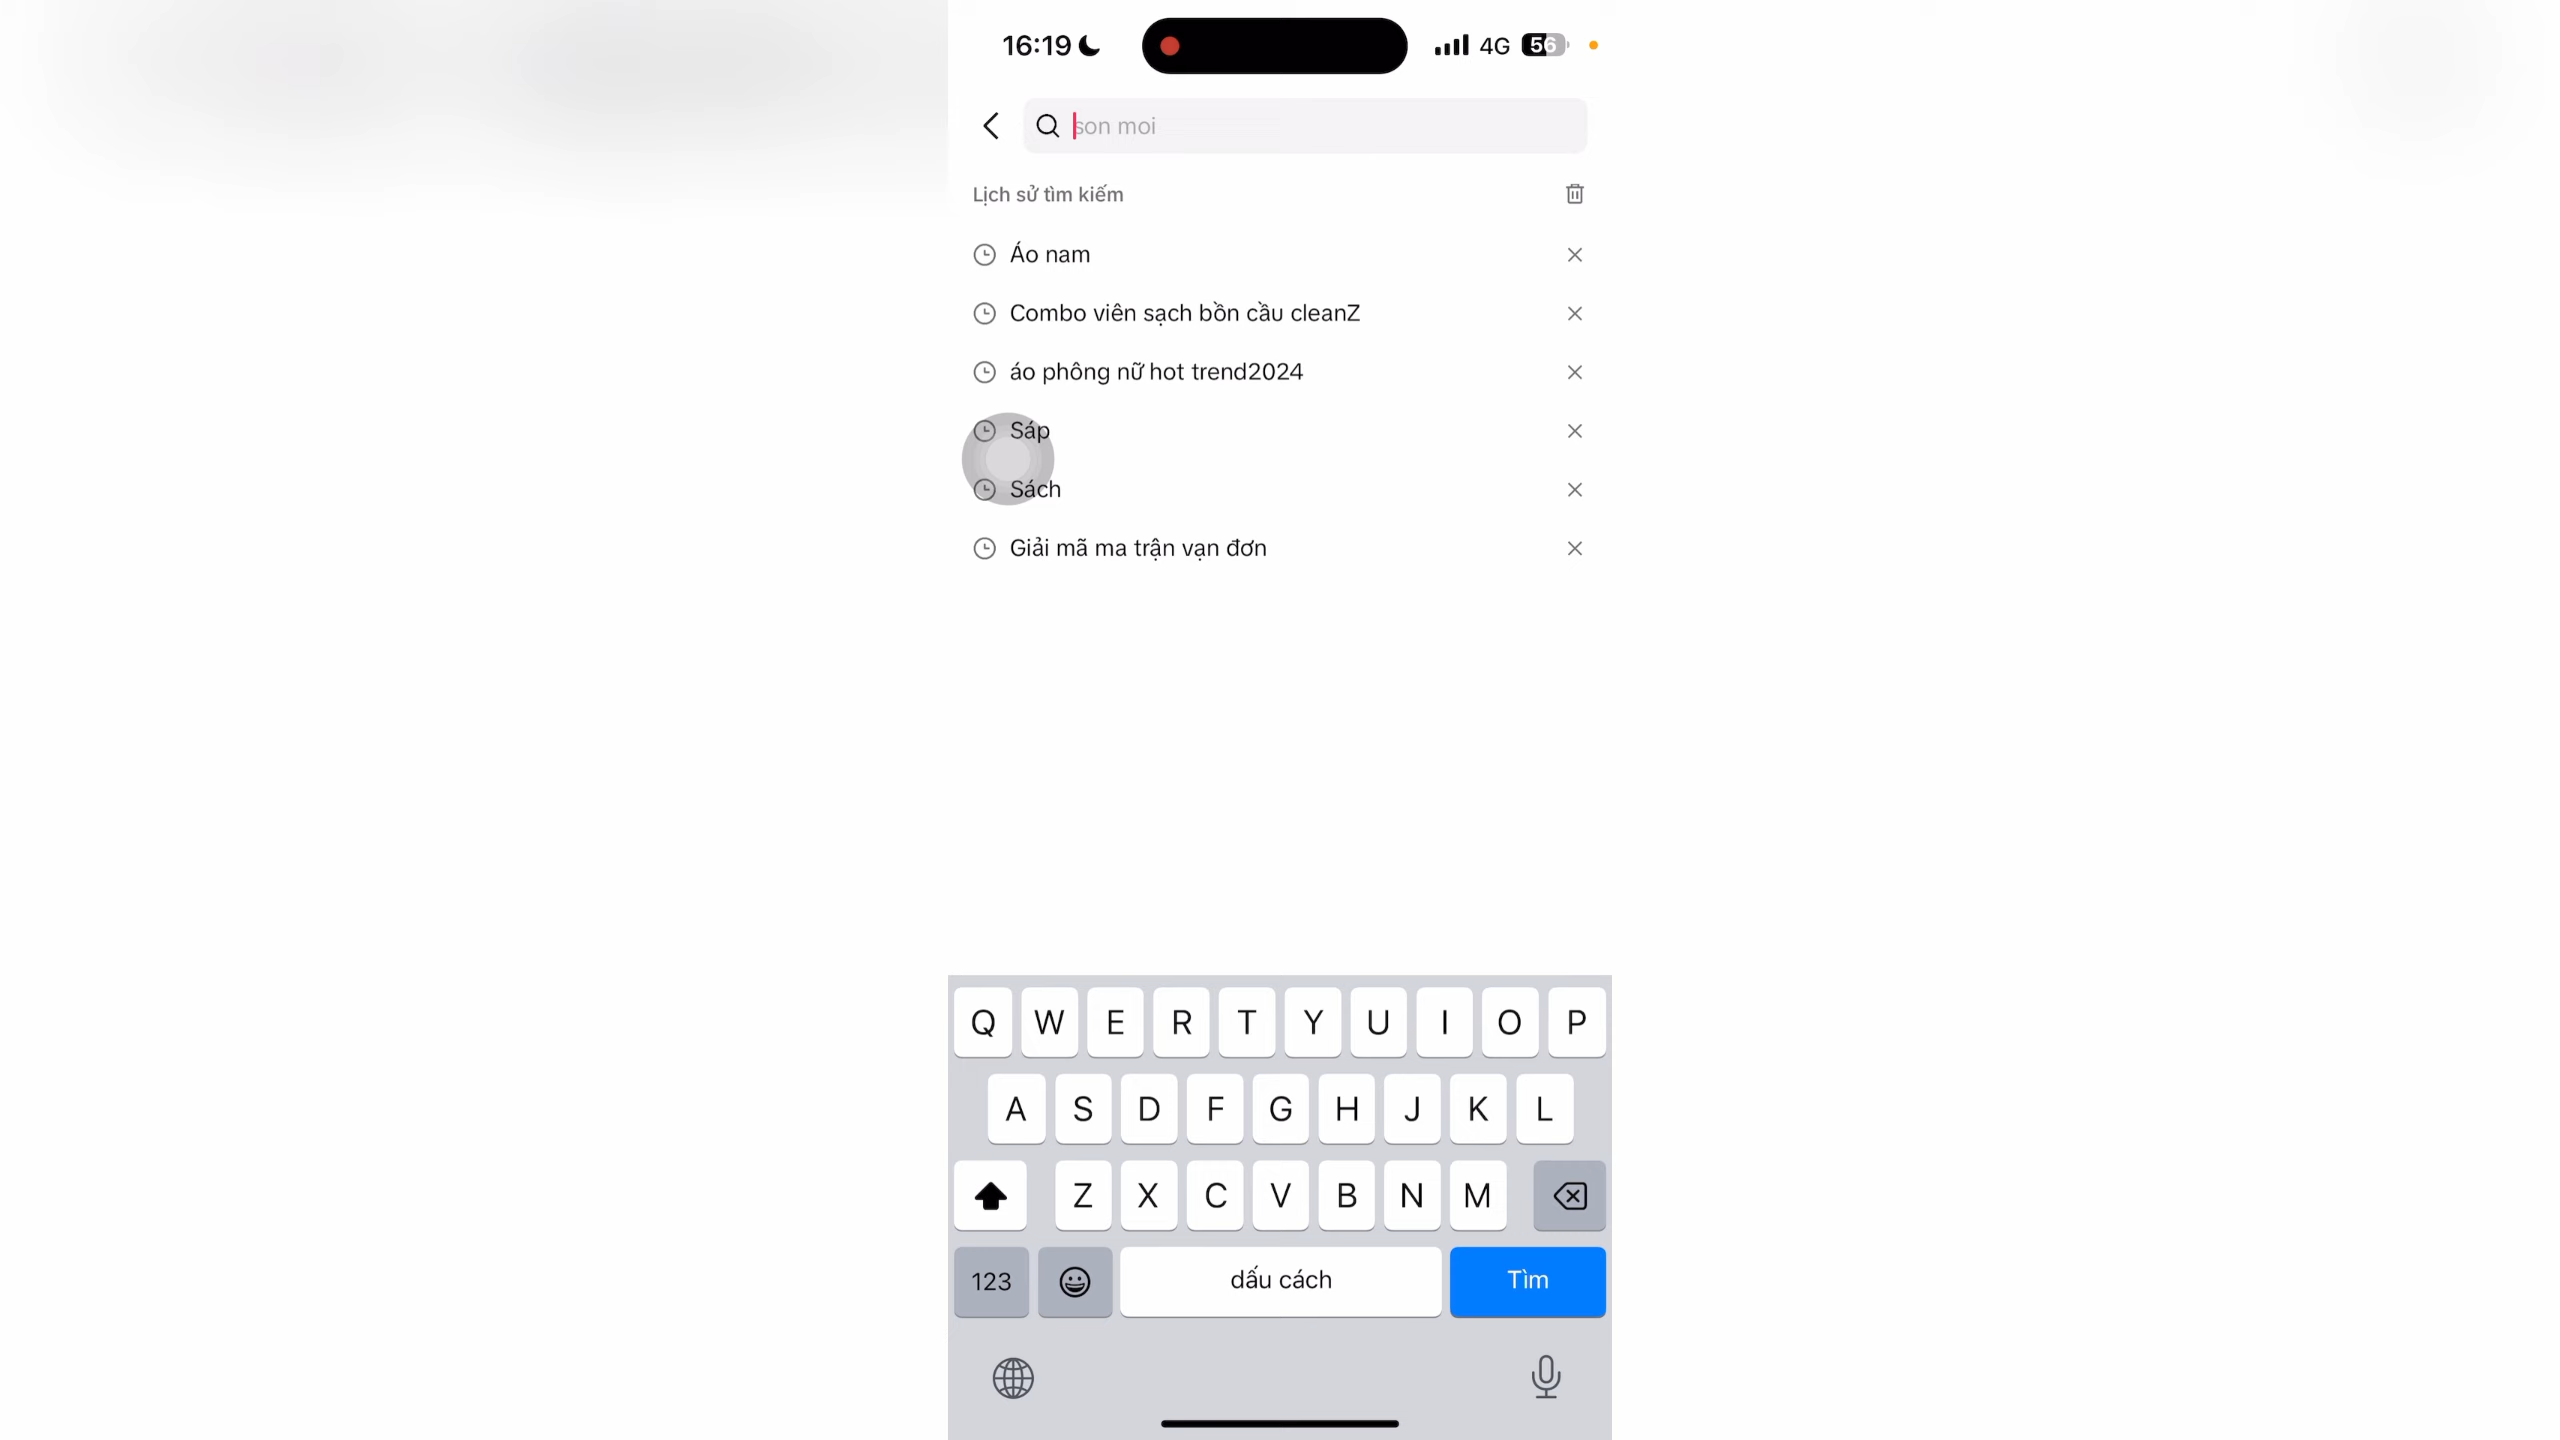 16:19 4G 56
son moi
Lịch sử tìm kiếm
Áo nam
Combo viên sạch bồn cầu cleanZ
áo phông nữ hot trend2024
Sáp
Sách
Giải mã ma trận vạn đơn
Q W E R T Y U I O P
A S D F G H J K L
Z X C V B N M
123 dấu cách Tìm